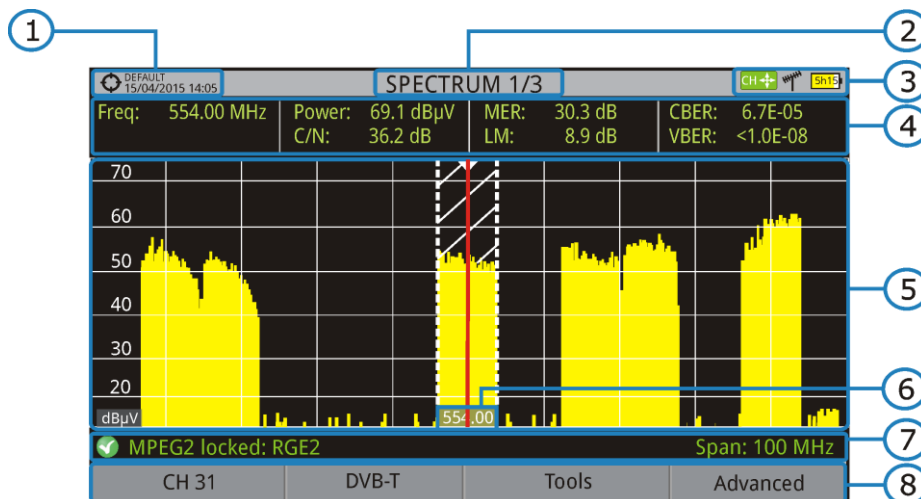 1
2
3
4
5
6
7
8
DEFAULT
15/04/2015 14:05
SPECTRUM 1/3
CH
5h15
Freq: 554.00 MHz
Power: 69.1 dBµV
C/N: 36.2 dB
MER: 30.3 dB
LM: 8.9 dB
CBER: 6.7E-05
VBER: <1.0E-08
70
60
50
40
30
20
dBµV
554.00
MPEG2 locked: RGE2
Span: 100 MHz
CH 31
DVB-T
Tools
Advanced